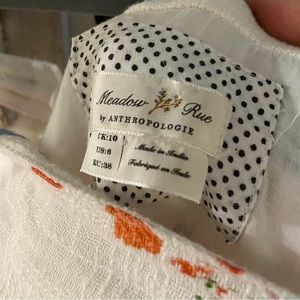 Meadow Rue
by ANTHROPOLOGIE
UK:10
US:6
EU:38
Made in India
Fabriqué en Inde